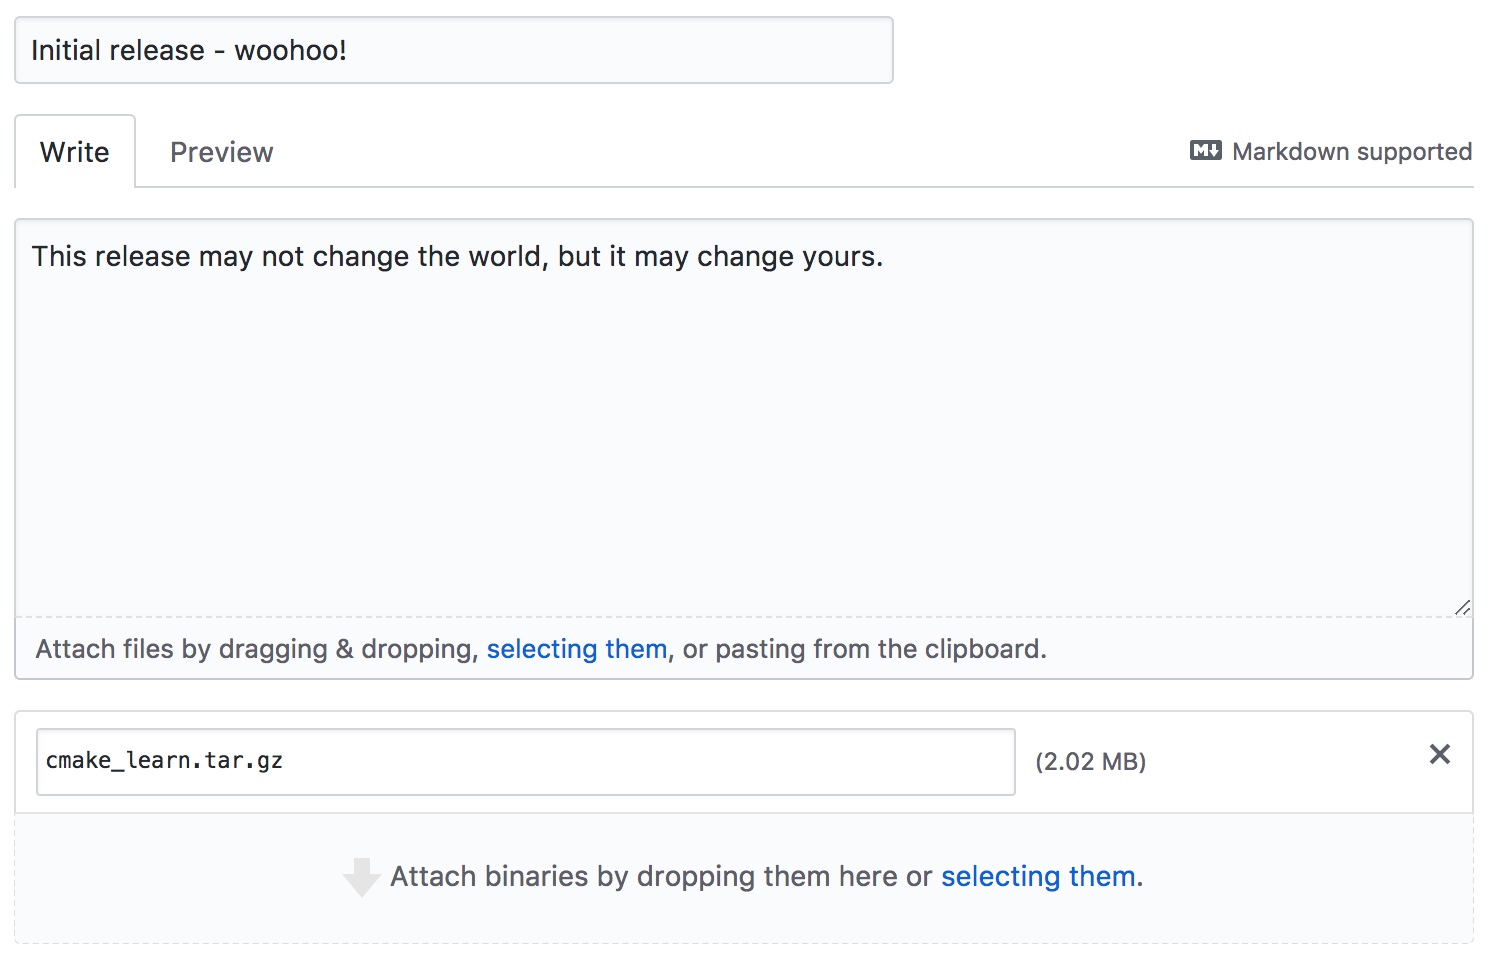 Initial release - woohoo!
Write Preview Markdown supported
This release may not change the world, but it may change yours.
Attach files by dragging & dropping, selecting them, or pasting from the clipboard.
cmake_learn.tar.gz (2.02 MB)
Attach binaries by dropping them here or selecting them.